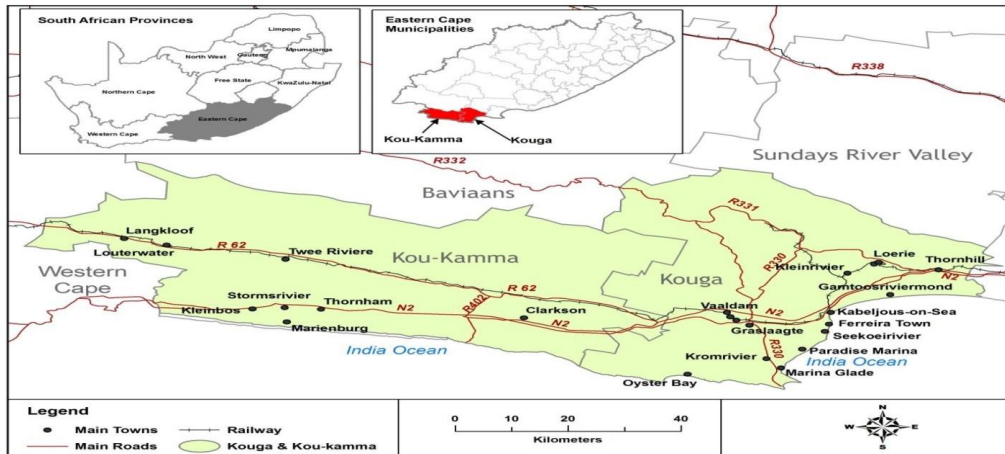 South African Provinces
Limpopo
North West
Gauteng
Mpumalanga
Free State
KwaZulu-Natal
Northern Cape
Eastern Cape
Western Cape
Eastern Cape
Municipalities
Kou-Kamma
Kouga
R338
R332
Sundays River Valley
Baviaans
R331
Langkloof
Louterwater
R 62
Twee Riviere
Kou-Kamma
R330
Loerie
Kleinrivier
Thornhill
Western
Cape
Kouga
R 62
Gamtoosriviermond
Stormsrivier
Thornham
Kleinbos
N2
R402
Clarkson
Vaaldam
N2
Kabeljous-on-Sea
Marienburg
N2
Graslaagte
Ferreira Town
Seekoeirivier
India Ocean
Kromrivier
R330
Paradise Marina
India Ocean
Oyster Bay
Marina Glade
Legend
Main Towns
Railway
Main Roads
Kouga & Kou-kamma
0 10 20 40
Kilometers
N
W E
S